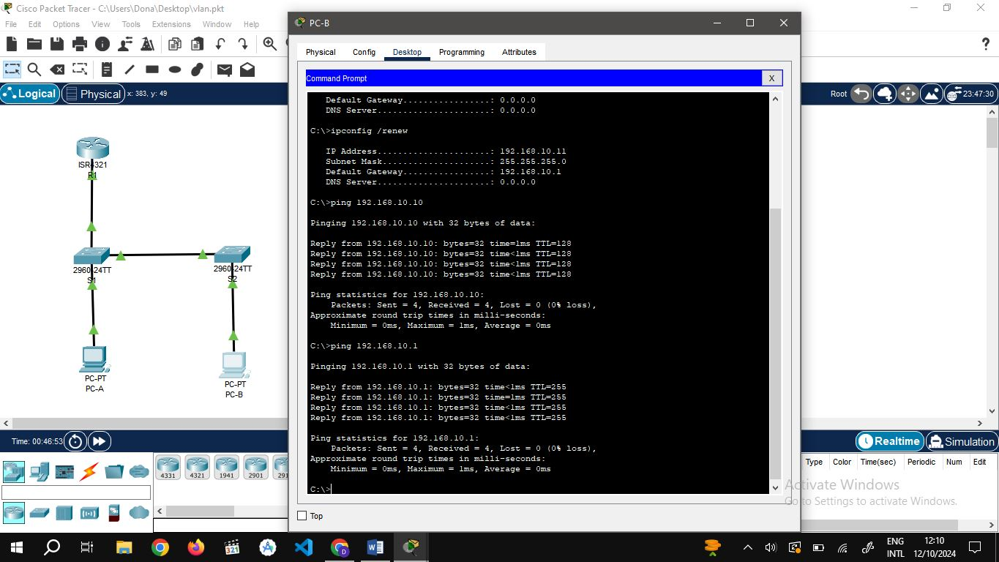 Cisco Packet Tracer - C:\Users\Dona\Desktop\vlan.pkt
File Edit Options View Tools Extensions Window Help
Logical Physical x: 383, y: 49
Root 23:47:30
ISR4321
R1
2960-24TT
S1
2960-24TT
S2
PC-PT
PC-A
PC-PT
PC-B
Time: 00:46:53
Realtime Simulation
4331 4321 1941 2901 291
Type Color Time(sec) Periodic Num Edit
PC-B
Physical Config Desktop Programming Attributes
Command Prompt X
Default Gateway.................: 0.0.0.0
DNS Server......................: 0.0.0.0
C:\>ipconfig /renew
IP Address......................: 192.168.10.11
Subnet Mask.....................: 255.255.255.0
Default Gateway.................: 192.168.10.1
DNS Server......................: 0.0.0.0
C:\>ping 192.168.10.10
Pinging 192.168.10.10 with 32 bytes of data:
Reply from 192.168.10.10: bytes=32 time=1ms TTL=128
Reply from 192.168.10.10: bytes=32 time<1ms TTL=128
Reply from 192.168.10.10: bytes=32 time<1ms TTL=128
Reply from 192.168.10.10: bytes=32 time<1ms TTL=128
Ping statistics for 192.168.10.10:
Packets: Sent = 4, Received = 4, Lost = 0 (0% loss),
Approximate round trip times in milli-seconds:
Minimum = 0ms, Maximum = 1ms, Average = 0ms
C:\>ping 192.168.10.1
Pinging 192.168.10.1 with 32 bytes of data:
Reply from 192.168.10.1: bytes=32 time<1ms TTL=255
Reply from 192.168.10.1: bytes=32 time=1ms TTL=255
Reply from 192.168.10.1: bytes=32 time<1ms TTL=255
Reply from 192.168.10.1: bytes=32 time<1ms TTL=255
Ping statistics for 192.168.10.1:
Packets: Sent = 4, Received = 4, Lost = 0 (0% loss),
Approximate round trip times in milli-seconds:
Minimum = 0ms, Maximum = 1ms, Average = 0ms
C:\>
Top
Activate Windows
Go to Settings to activate Windows.
321
D
ENG
INTL
12:10
12/10/2024